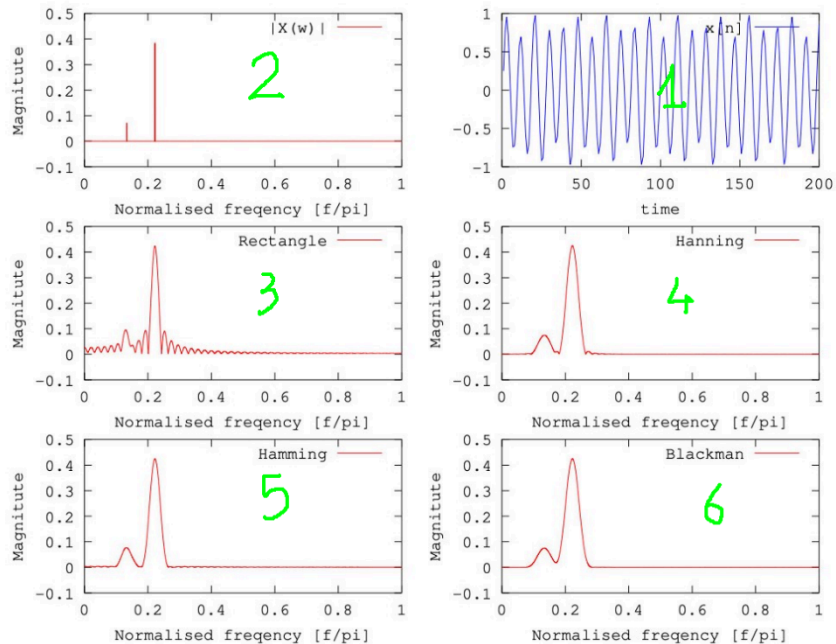 |X(w)|
2
Magnitute
0.5
0.4
0.3
0.2
0.1
0
-0.1
0 0.2 0.4 0.6 0.8 1
Normalised freqency [f/pi]
x[n]
1
Magnitute
1
0.5
0
-0.5
-1
0 50 100 150 200
time
Rectangle
3
Magnitute
0.5
0.4
0.3
0.2
0.1
0
-0.1
0 0.2 0.4 0.6 0.8 1
Normalised freqency [f/pi]
Hanning
4
Magnitute
0.5
0.4
0.3
0.2
0.1
0
-0.1
0 0.2 0.4 0.6 0.8 1
Normalised freqency [f/pi]
Hamming
5
Magnitute
0.5
0.4
0.3
0.2
0.1
0
-0.1
0 0.2 0.4 0.6 0.8 1
Normalised freqency [f/pi]
Blackman
6
Magnitute
0.5
0.4
0.3
0.2
0.1
0
-0.1
0 0.2 0.4 0.6 0.8 1
Normalised freqency [f/pi]